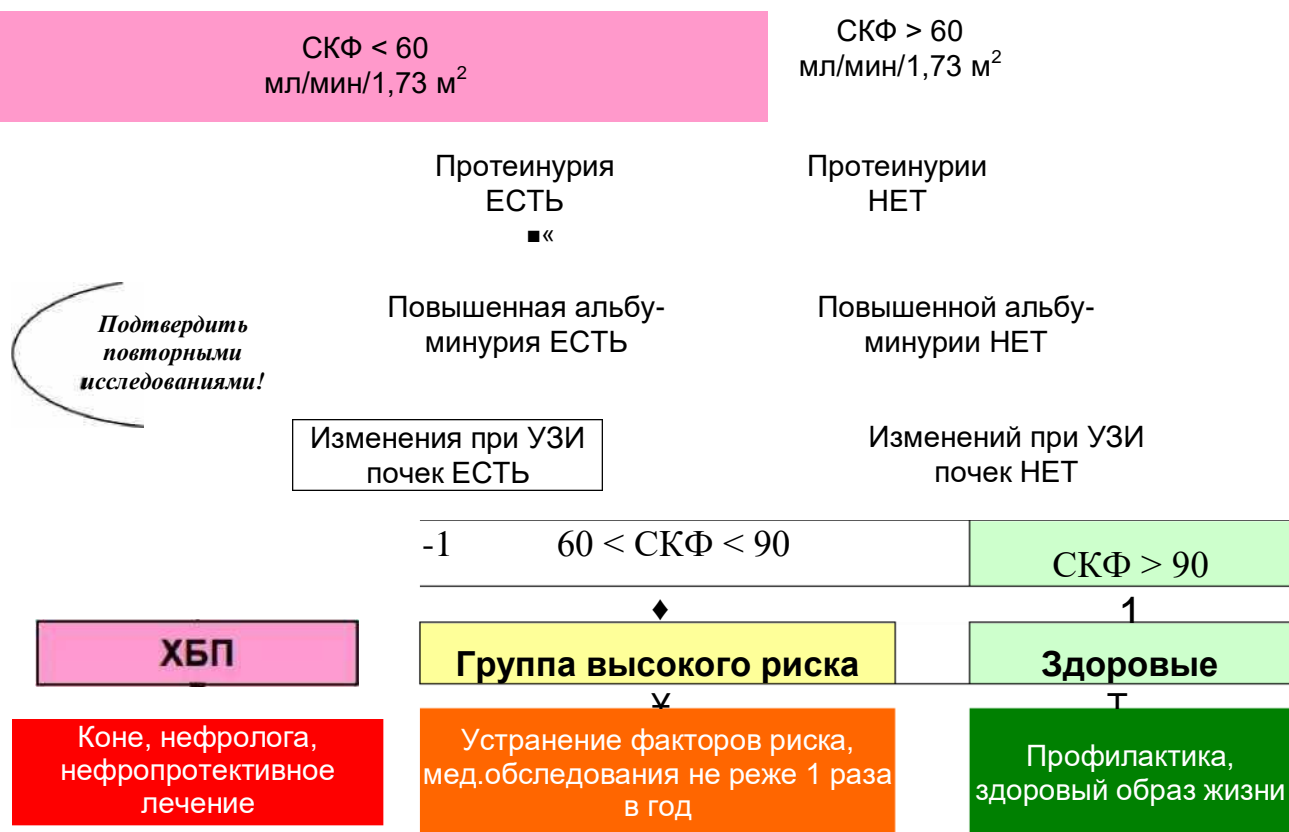 СКФ < 60
мл/мин/1,73 м²
СКФ > 60
мл/мин/1,73 м²
Протеинурия
ЕСТЬ
■«
Протеинурии
НЕТ
Подтвердить
повторными
исследованиями!
Повышенная альбу-
минурия ЕСТЬ
Повышенной альбу-
минурии НЕТ
Изменения при УЗИ
почек ЕСТЬ
Изменений при УЗИ
почек НЕТ
-1 60 < СКФ < 90
СКФ > 90
♦
1
ХБП
Группа высокого риска
Здоровые
¥
Т
Коне, нефролога,
нефропротективное
лечение
Устранение факторов риска,
мед.обследования не реже 1 раза
в год
Профилактика,
здоровый образ жизни